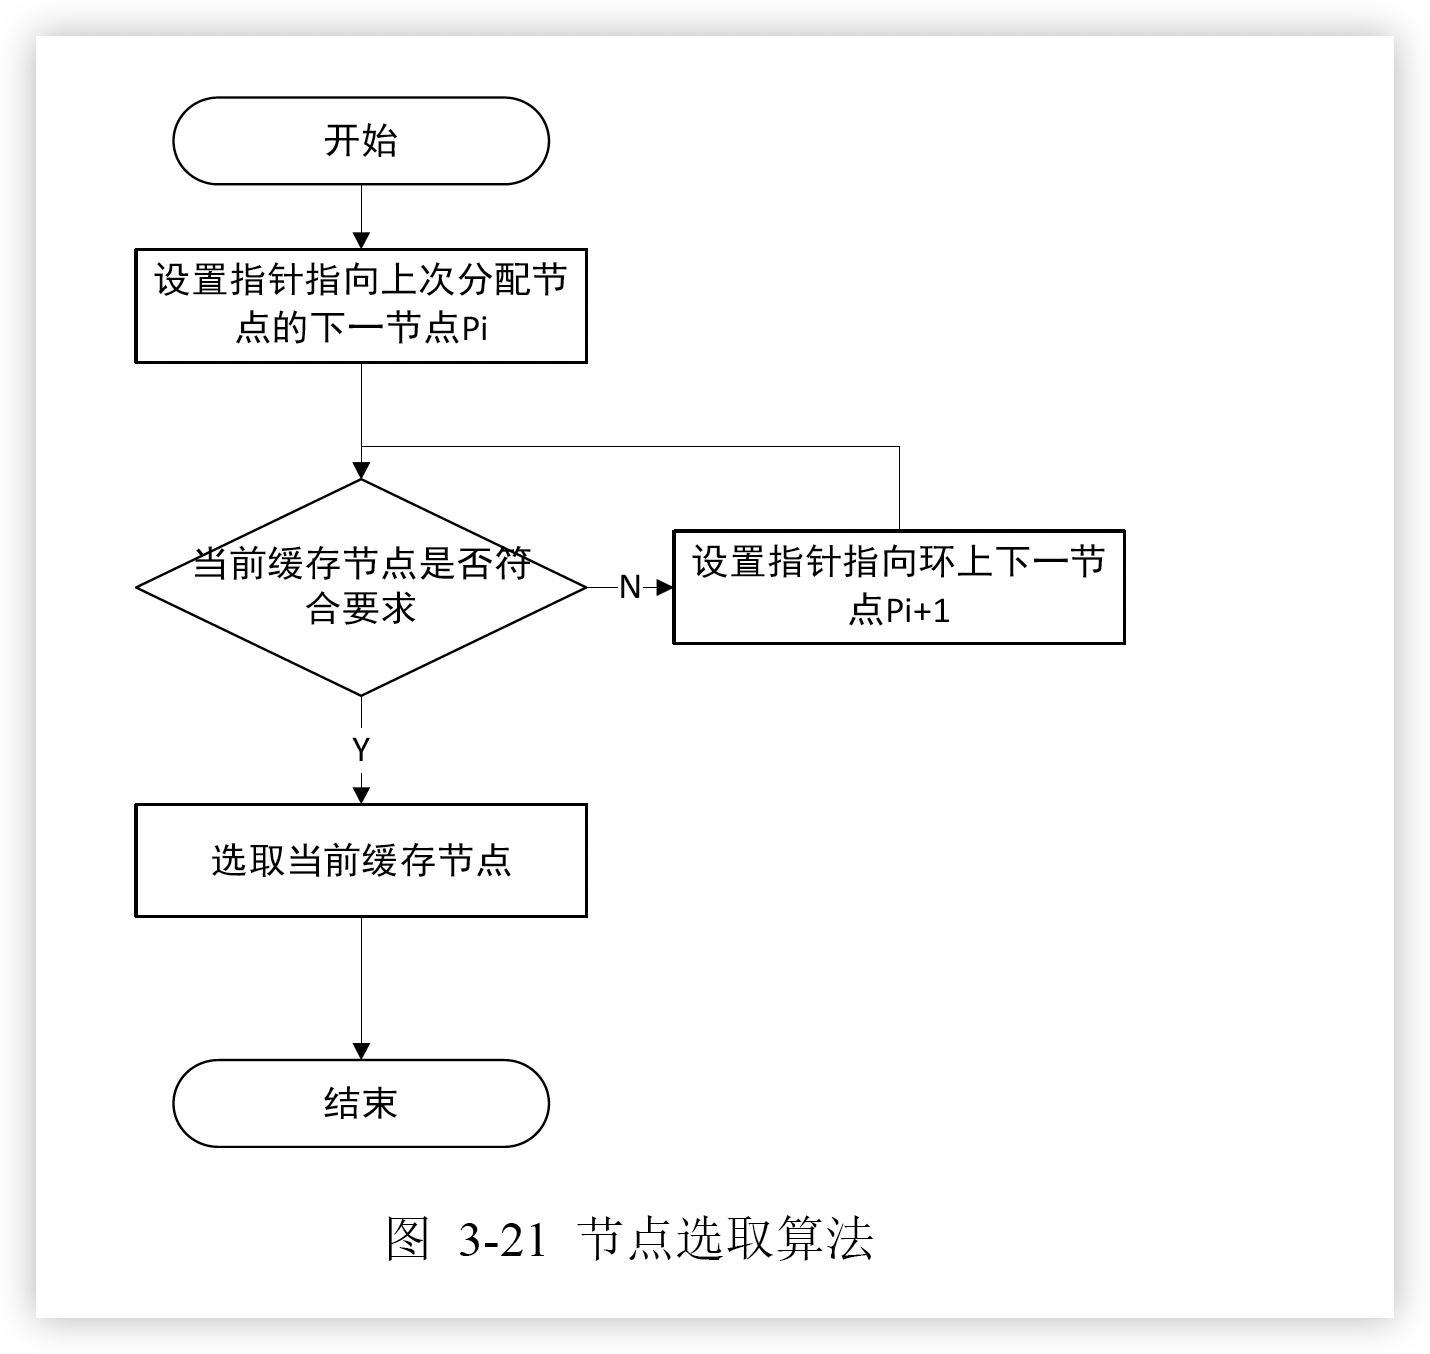 开始
设置指针指向上次分配节
点的下一节点Pi
当前缓存节点是否符
合要求
N
设置指针指向环上下一节
点Pi+1
Y
选取当前缓存节点
结束
图 3-21 节点选取算法